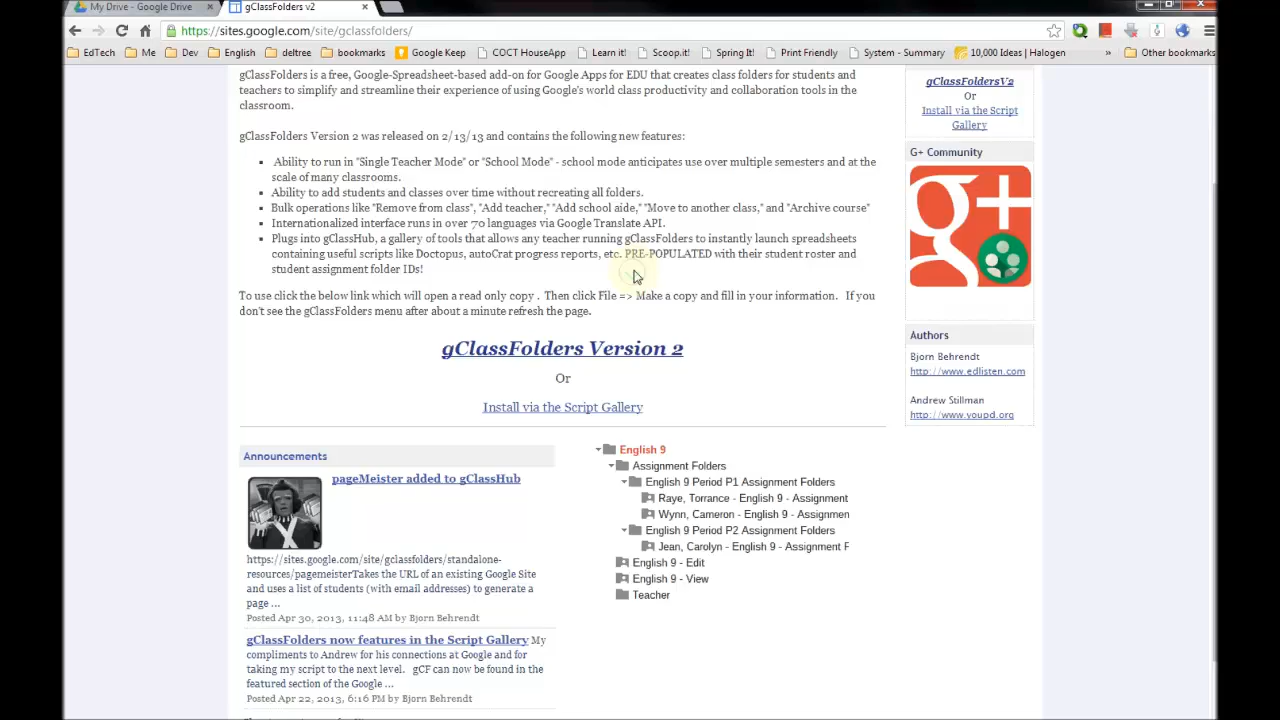 My Drive - Google Drive
gClassFolders v2
https://sites.google.com/site/gclassfolders/
EdTech
Me
Dev
English
deltree
bookmarks
Google Keep
COCT HouseApp
Learn it!
Scoop.it!
Spring It!
Print Friendly
System - Summary
10,000 Ideas | Halogen
»
Other bookmarks
gClassFolders is a free, Google-Spreadsheet-based add-on for Google Apps for EDU that creates class folders for students and
teachers to simplify and streamline their experience of using Google's world class productivity and collaboration tools in the
classroom.
gClassFolders Version 2 was released on 2/13/13 and contains the following new features:
Ability to run in "Single Teacher Mode" or "School Mode" - school mode anticipates use over multiple semesters and at the
scale of many classrooms.
Ability to add students and classes over time without recreating all folders.
Bulk operations like "Remove from class", "Add teacher," "Add school aide," "Move to another class," and "Archive course"
Internationalized interface runs in over 70 languages via Google Translate API.
Plugs into gClassHub, a gallery of tools that allows any teacher running gClassFolders to instantly launch spreadsheets
containing useful scripts like Doctopus, autoCrat progress reports, etc. PRE-POPULATED with their student roster and
student assignment folder IDs!
To use click the below link which will open a read only copy . Then click File => Make a copy and fill in your information. If you
don't see the gClassFolders menu after about a minute refresh the page.
gClassFolders Version 2
Or
Install via the Script Gallery
Announcements
pageMeister added to gClassHub
https://sites.google.com/site/gclassfolders/standalone-
resources/pagemeisterTakes the URL of an existing Google Site
and uses a list of students (with email addresses) to generate a
page ...
Posted Apr 30, 2013, 11:48 AM by Bjorn Behrendt
gClassFolders now features in the Script Gallery My
compliments to Andrew for his connections at Google and for
taking my script to the next level. gCF can now be found in the
featured section of the Google ...
Posted Apr 22, 2013, 6:16 PM by Bjorn Behrendt
English 9
Assignment Folders
English 9 Period P1 Assignment Folders
Raye, Torrance - English 9 - Assignment
Wynn, Cameron - English 9 - Assignmen
English 9 Period P2 Assignment Folders
Jean, Carolyn - English 9 - Assignment F
English 9 - Edit
English 9 - View
Teacher
gClassFoldersV2
Or
Install via the Script
Gallery
G+ Community
g+
Authors
Bjorn Behrendt
http://www.edlisten.com
Andrew Stillman
http://www.youpd.org